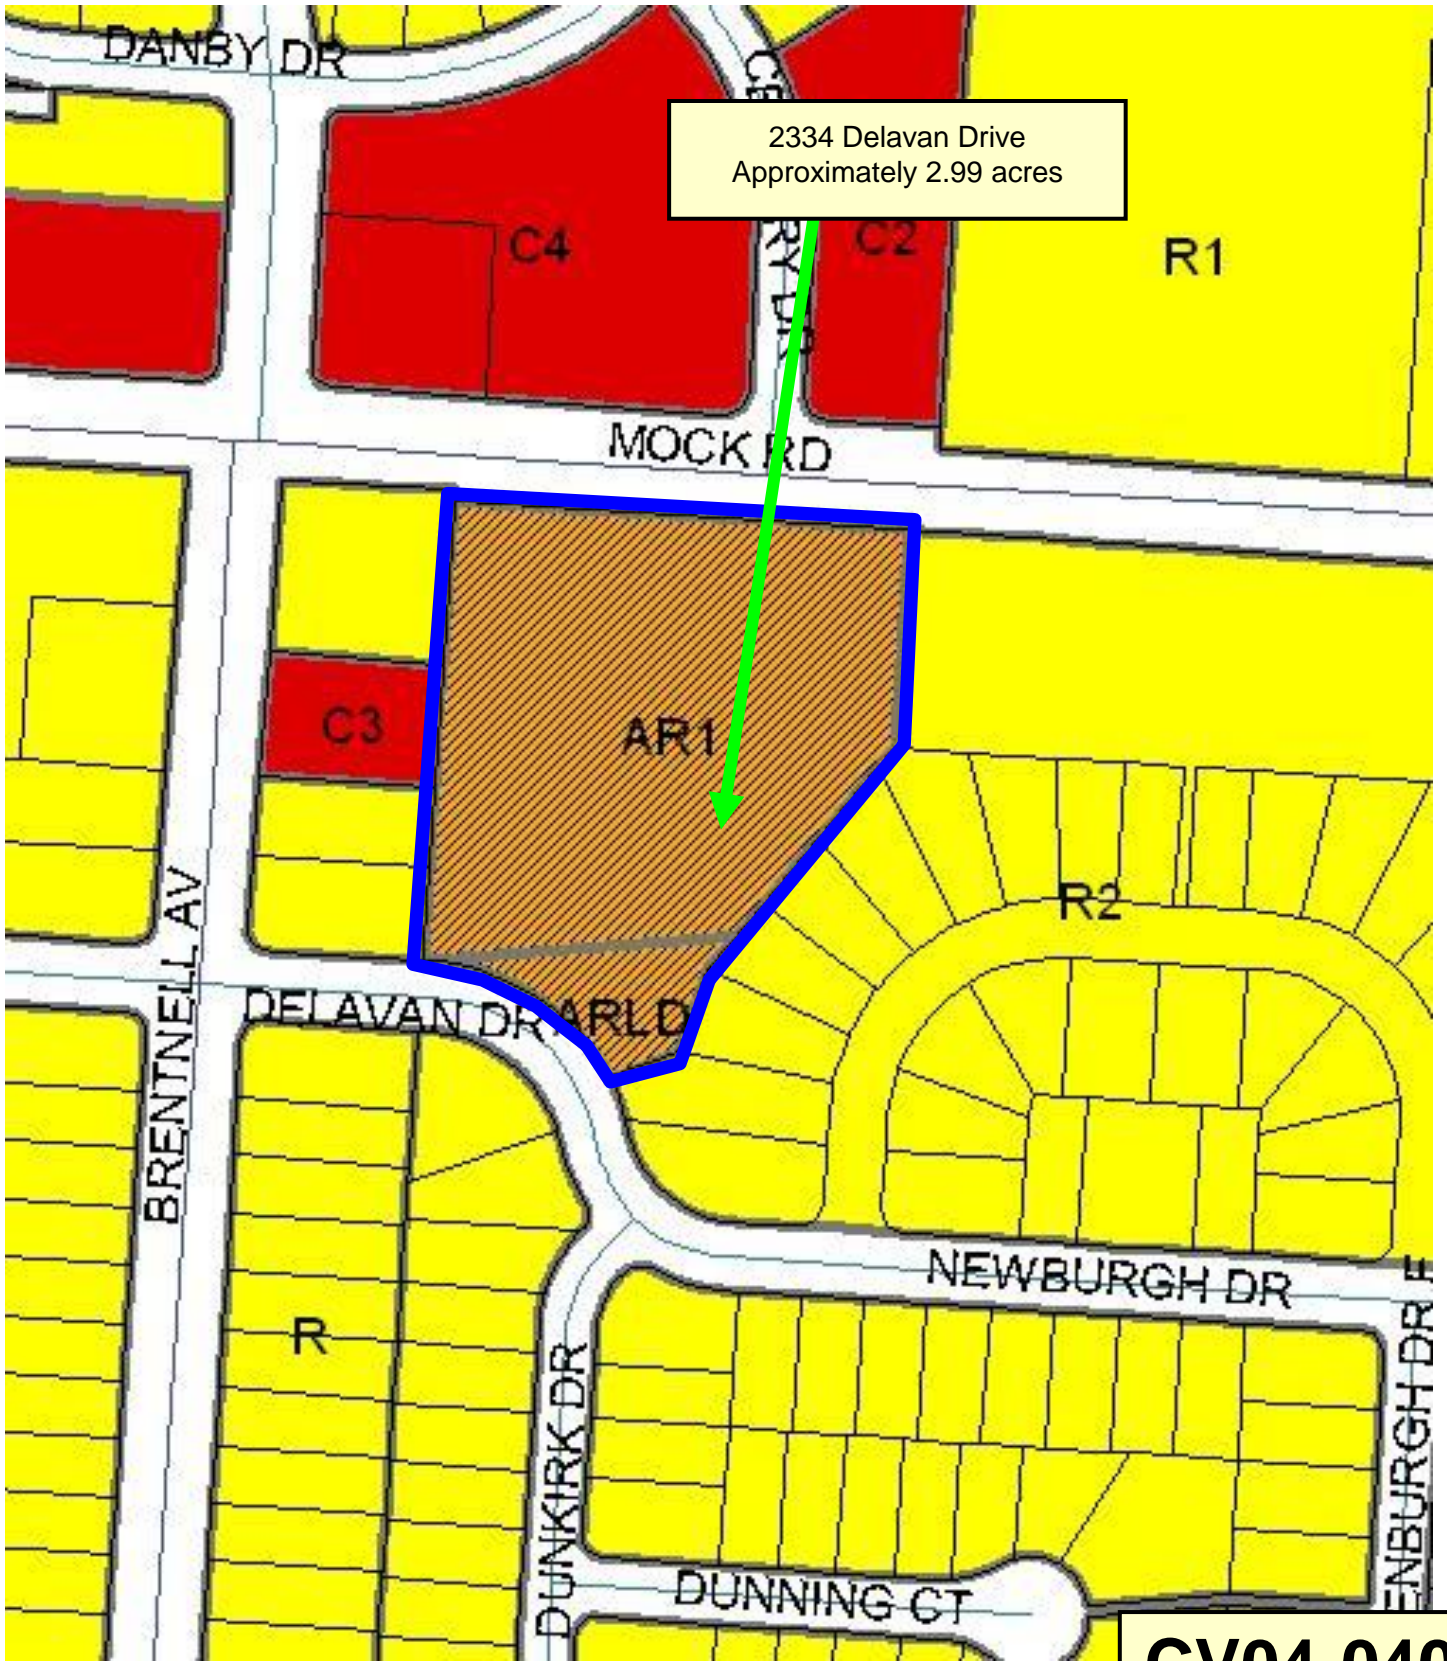 DANBY DR
2334 Delavan Drive
Approximately 2.99 acres
C4
C2
R1
MOCK RD
C3
AR1
R2
BRENTNELL AV
DELAVAN DR
ARLD
NEWBURGH DR
R
DUNKIRK DR
DUNNING CT